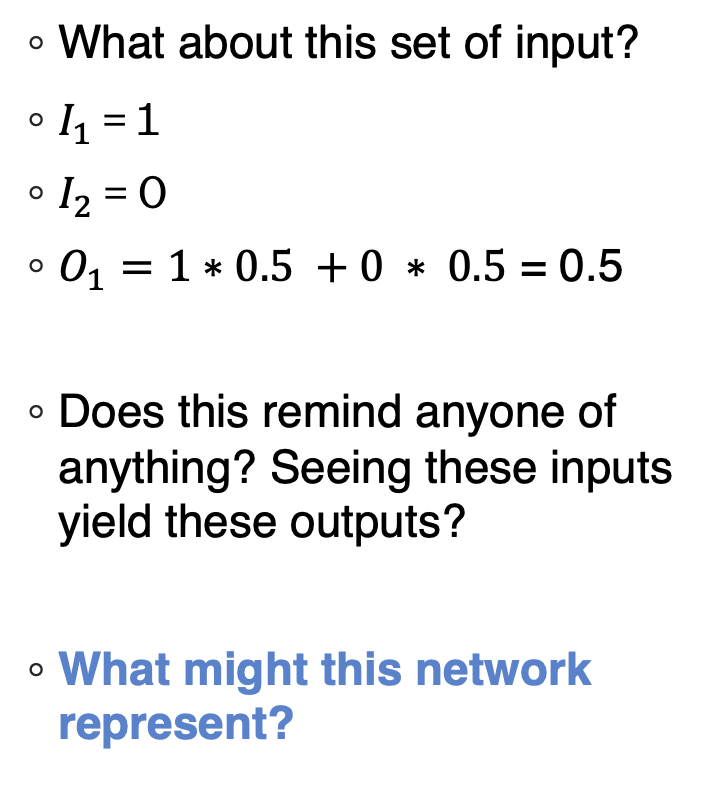 ◦ What about this set of input?
◦ 𝐼₁ = 1
◦ 𝐼₂ = 0
◦ 𝑂₁ = 1 ∗ 0.5 + 0 ∗ 0.5 = 0.5
◦ Does this remind anyone of
anything? Seeing these inputs
yield these outputs?
◦ What might this network
represent?